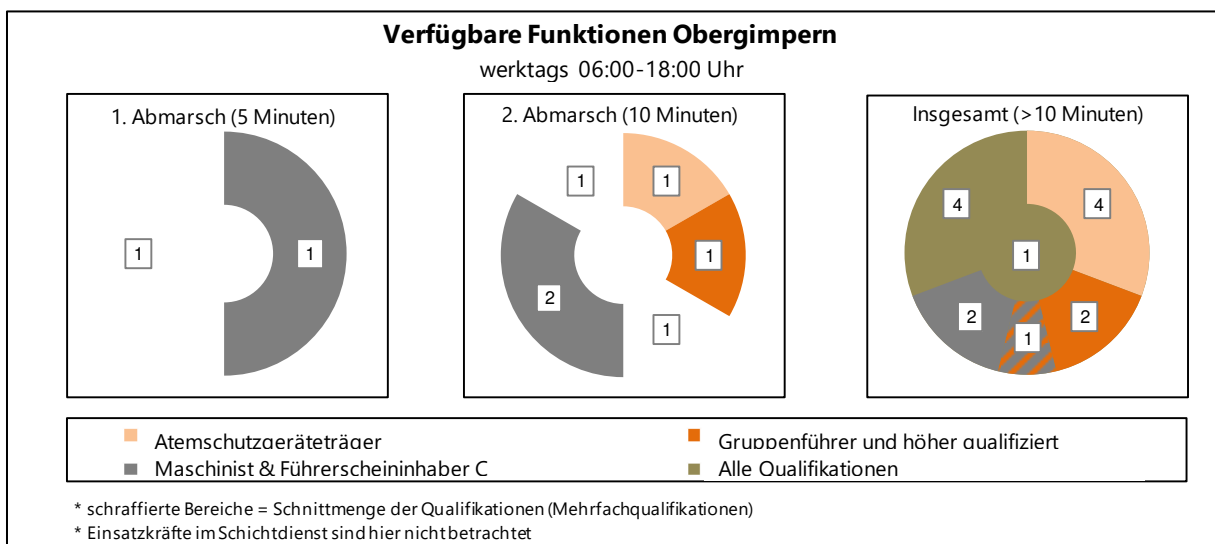 Verfügbare Funktionen Obergimpern
werktags 06:00-18:00 Uhr
1. Abmarsch (5 Minuten)
1
1
2. Abmarsch (10 Minuten)
1
1
1
2
1
Insgesamt (>10 Minuten)
4
4
1
2
1
2
Atemschutzgeräteträger
Gruppenführer und höher qualifiziert
Maschinist & Führerscheininhaber C
Alle Qualifikationen
* schraffierte Bereiche = Schnittmenge der Qualifikationen (Mehrfachqualifikationen)
* Einsatzkräfte im Schichtdienst sind hier nicht betrachtet